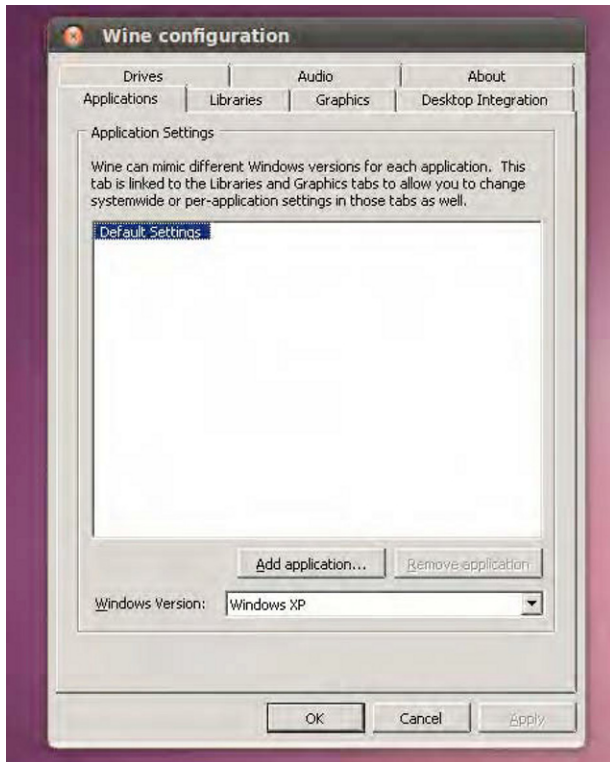 Wine configuration
Drives Audio About
Applications Libraries Graphics Desktop Integration
Application Settings
Wine can mimic different Windows versions for each application. This
tab is linked to the Libraries and Graphics tabs to allow you to change
systemwide or per-application settings in those tabs as well.
Default Settings
Add application... Remove application
Windows Version: Windows XP
OK Cancel Apply